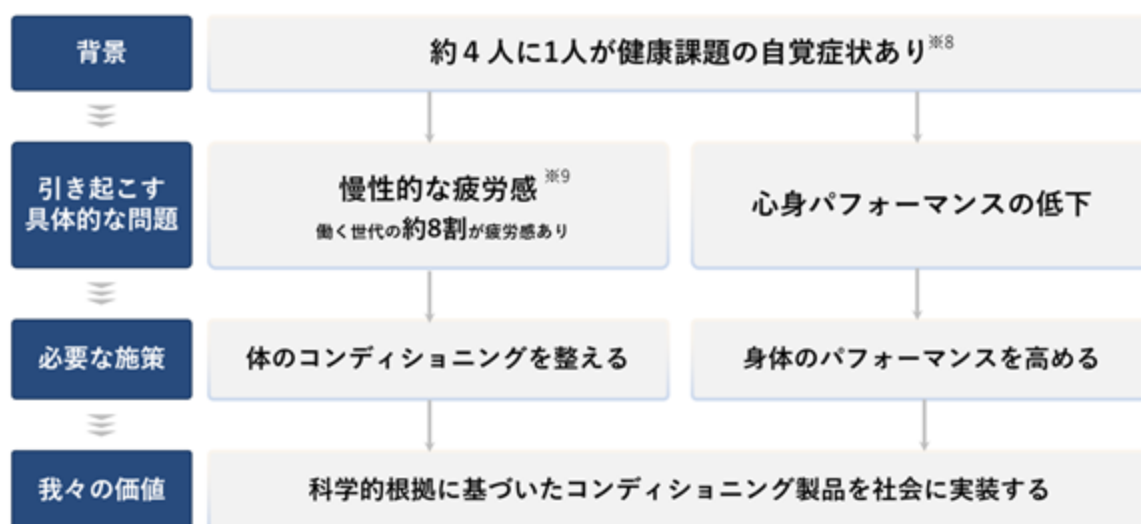 背景
約4人に1人が健康課題の自覚症状あり※8
引き起こす
具体的な問題
慢性的な疲労感 ※9
働く世代の約8割が疲労感あり
心身パフォーマンスの低下
必要な施策
体のコンディショニングを整える
身体のパフォーマンスを高める
我々の価値
科学的根拠に基づいたコンディショニング製品を社会に実装する